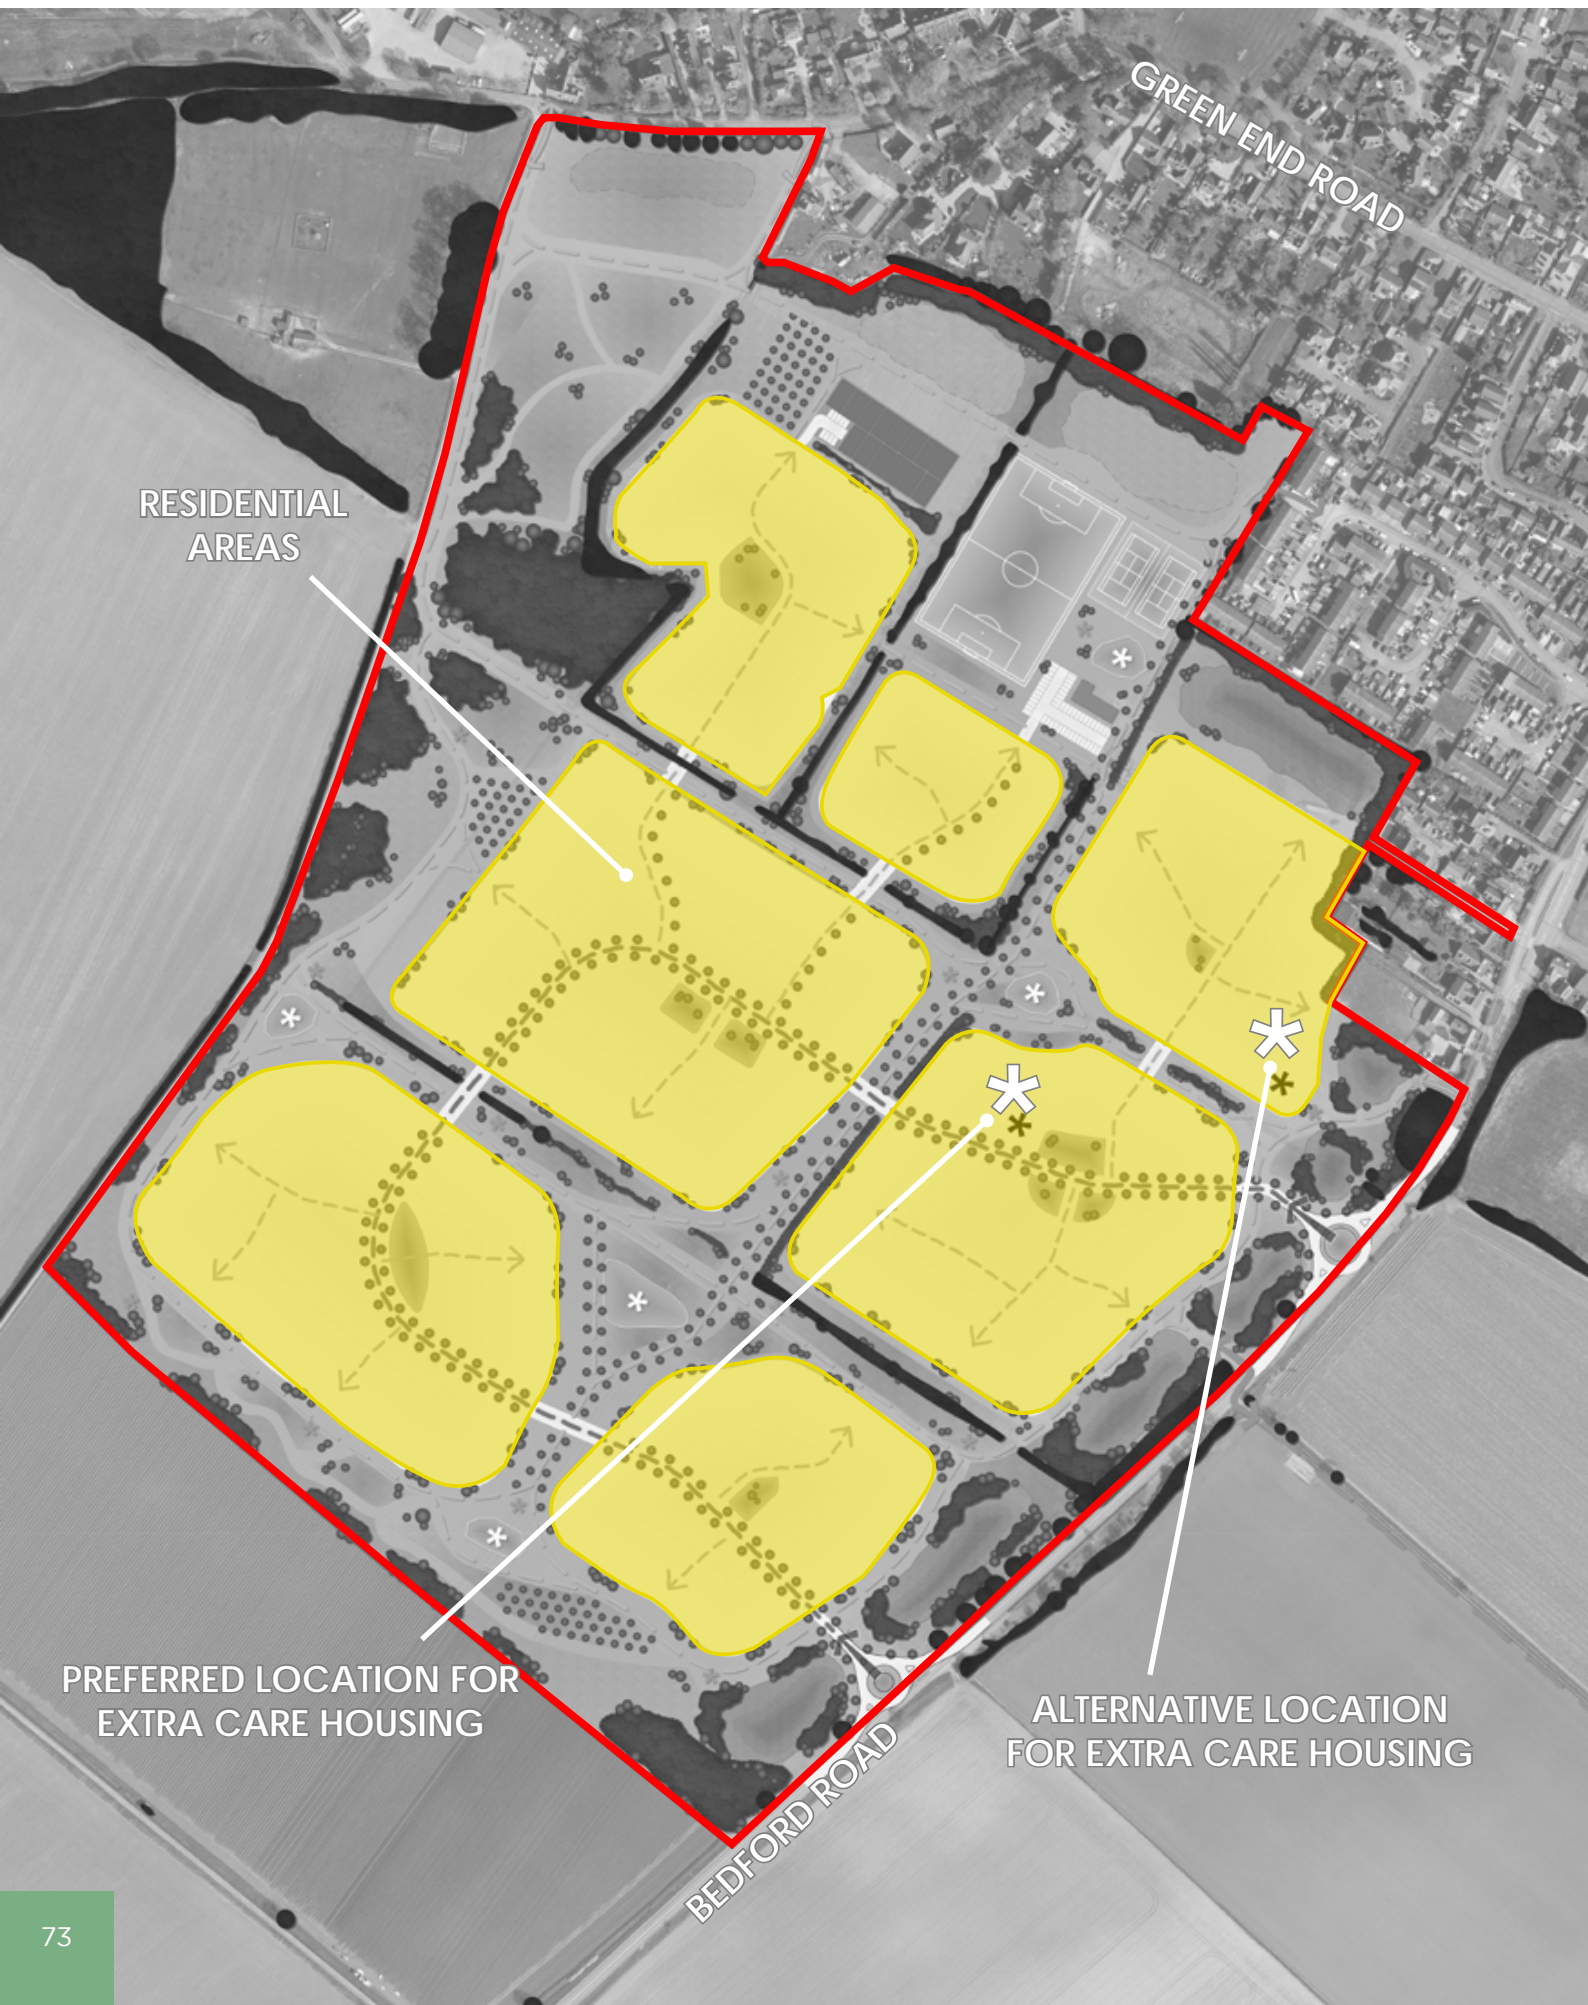 GREEN END ROAD
RESIDENTIAL
AREAS
PREFERRED LOCATION FOR
EXTRA CARE HOUSING
ALTERNATIVE LOCATION
FOR EXTRA CARE HOUSING
BEDFORD ROAD
73